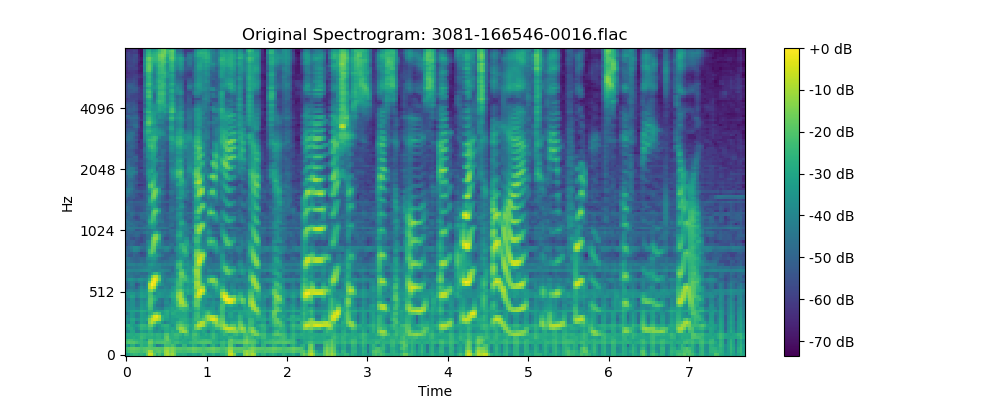 Original Spectrogram: 3081-166546-0016.flac
Hz
4096
2048
1024
512
0
0 1 2 3 4 5 6 7
Time
+0 dB
-10 dB
-20 dB
-30 dB
-40 dB
-50 dB
-60 dB
-70 dB